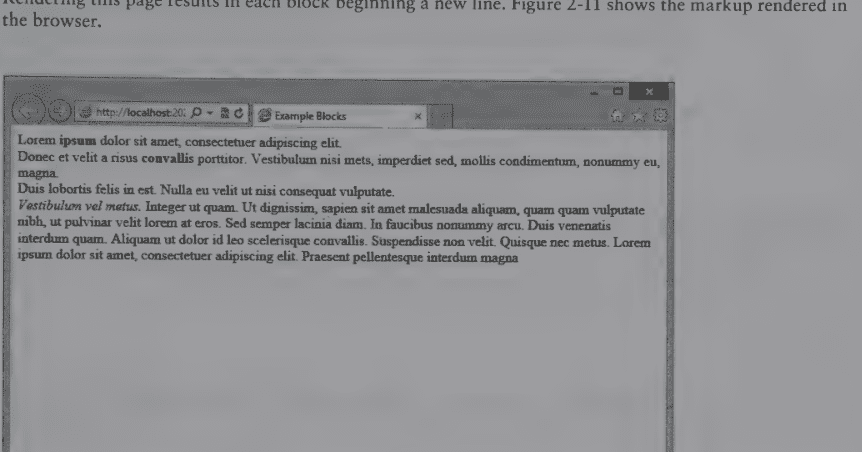 Rendering this page results in each block beginning a new line. Figure 2-11 shows the markup rendered in
the browser.
http://localhost:20
Example Blocks
Lorem ipsum dolor sit amet, consectetuer adipiscing elit.
Donec et velit a risus convallis porttitor. Vestibulum nisi mets, imperdiet sed, mollis condimentum, nonummy eu,
magna.
Duis lobortis felis in est. Nulla eu velit ut nisi consequat vulputate.
Vestibulum vel metus. Integer ut quam. Ut dignissim, sapien sit amet malesuada aliquam, quam quam vulputate
nibh, ut pulvinar velit lorem at eros. Sed semper lacinia diam. In faucibus nonummy arcu. Duis venenatis
interdum quam. Aliquam ut dolor id leo scelerisque convallis. Suspendisse non velit. Quisque nec metus. Lorem
ipsum dolor sit amet, consectetuer adipiscing elit. Praesent pellentesque interdum magna